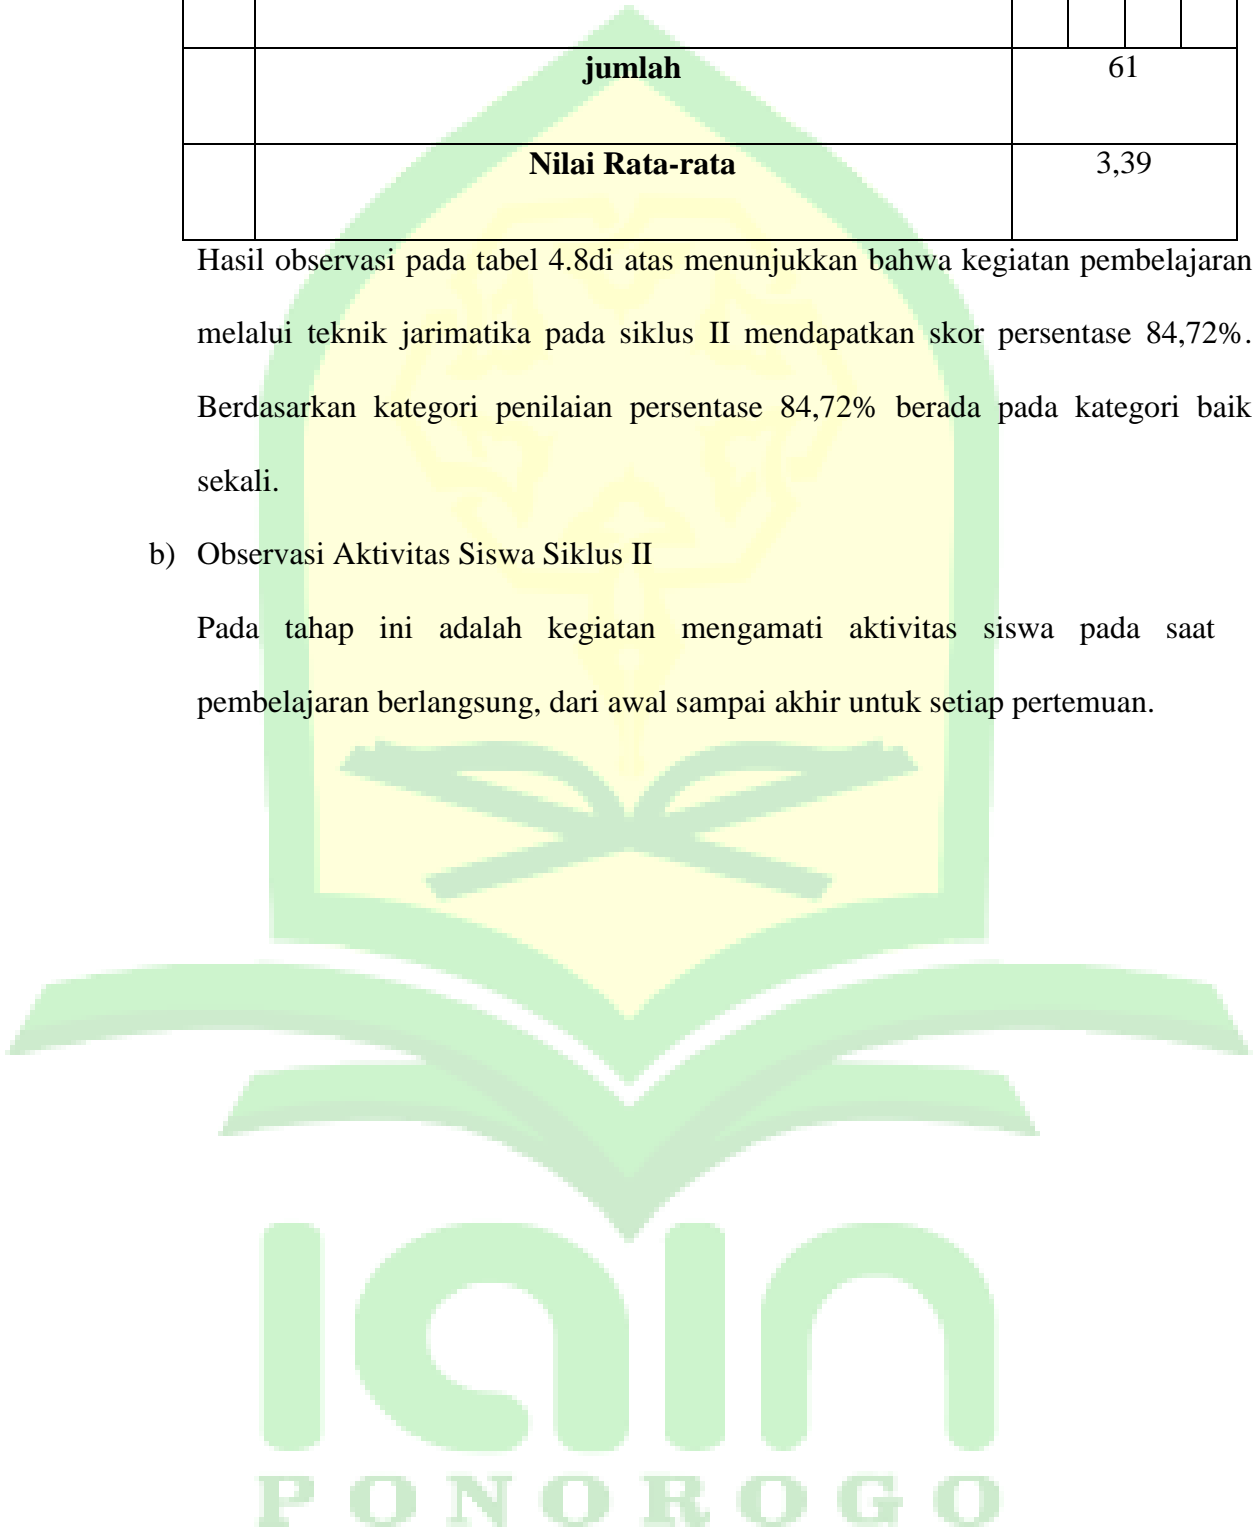 jumlah 61
Nilai Rata-rata 3,39
Hasil observasi pada tabel 4.8di atas menunjukkan bahwa kegiatan pembelajaran
melalui teknik jarimatika pada siklus II mendapatkan skor persentase 84,72%.
Berdasarkan kategori penilaian persentase 84,72% berada pada kategori baik
sekali.
b) Observasi Aktivitas Siswa Siklus II
Pada tahap ini adalah kegiatan mengamati aktivitas siswa pada saat
pembelajaran berlangsung, dari awal sampai akhir untuk setiap pertemuan.
iain
PONOROGO